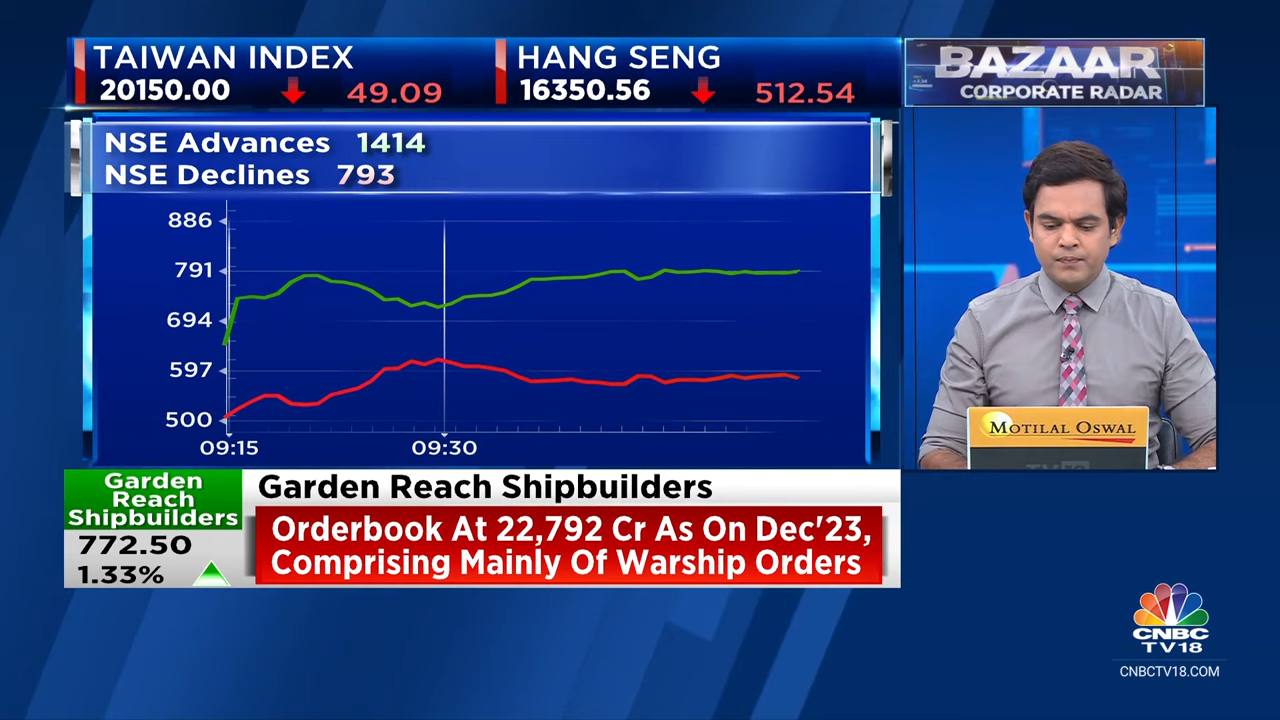 TAIWAN INDEX
20150.00 49.09
HANG SENG
16350.56 512.54
BAZAAR
CORPORATE RADAR
NSE Advances 1414
NSE Declines 793
886
791
694
597
500
09:15 09:30
MOTILAL OSWAL
Garden
Reach
Shipbuilders
772.50
1.33%
Garden Reach Shipbuilders
Orderbook At 22,792 Cr As On Dec'23,
Comprising Mainly Of Warship Orders
CNBC
TV18
CNBCTV18.COM